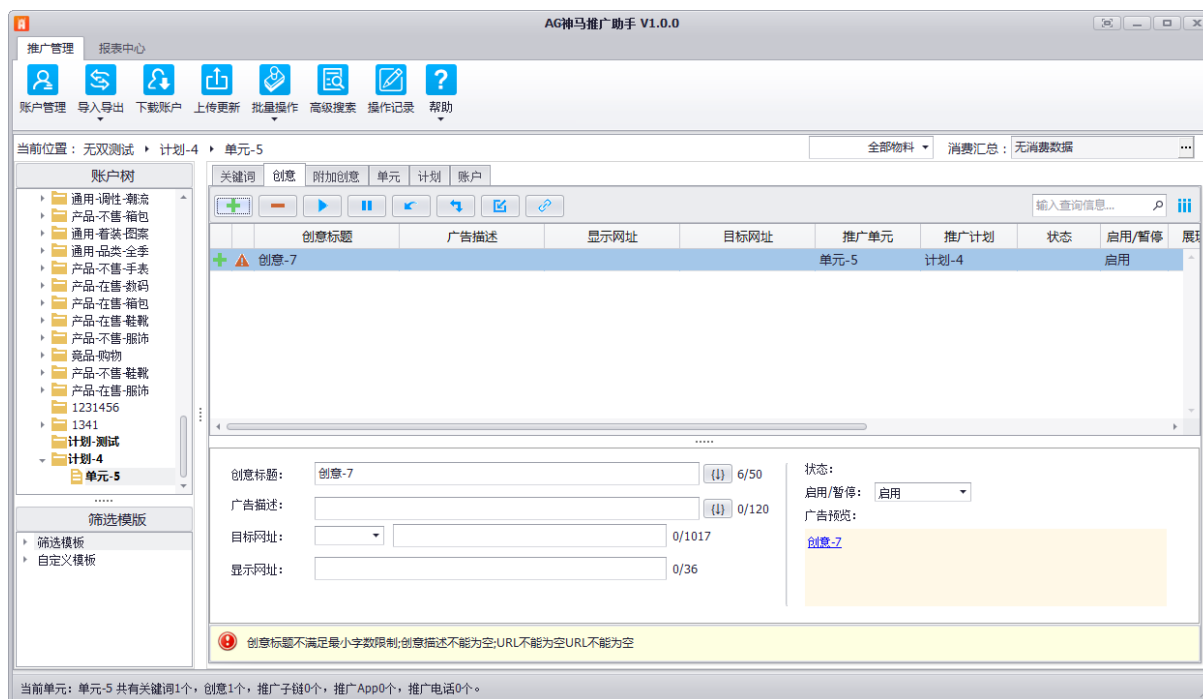 AG神马推广助手 V1.0.0
推广管理 报表中心
账户管理 导入导出 下载账户 上传更新 批量操作 高级搜索 操作记录 帮助
当前位置： 无双测试 计划-4 单元-5 全部物料 消费汇总： 无消费数据
账户树
通用-调性-潮流
产品-不售-箱包
通用-着装-图案
通用-品类-全季
产品-不售-手表
产品-在售-数码
产品-在售-箱包
产品-在售-鞋靴
产品-不售-服饰
竟品-购物
产品-不售-鞋靴
产品-在售-服饰
1231456
1341
计划-测试
计划-4
单元-5
筛选模版
筛选模板
自定义模板
关键词 创意 附加创意 单元 计划 账户
输入查询信息...
创意标题 广告描述 显示网址 目标网址 推广单元 推广计划 状态 启用/暂停
创意-7 单元-5 计划-4 启用
创意标题: 创意-7 6/50
广告描述: 0/120
目标网址: 0/1017
显示网址: 0/36
状态:
启用/暂停: 启用
广告预览:
创意-7
创意标题不满足最小字数限制;创意描述不能为空;URL不能为空URL不能为空
当前单元: 单元-5 共有关键词1个，创意1个，推广子链0个，推广App0个，推广电话0个。